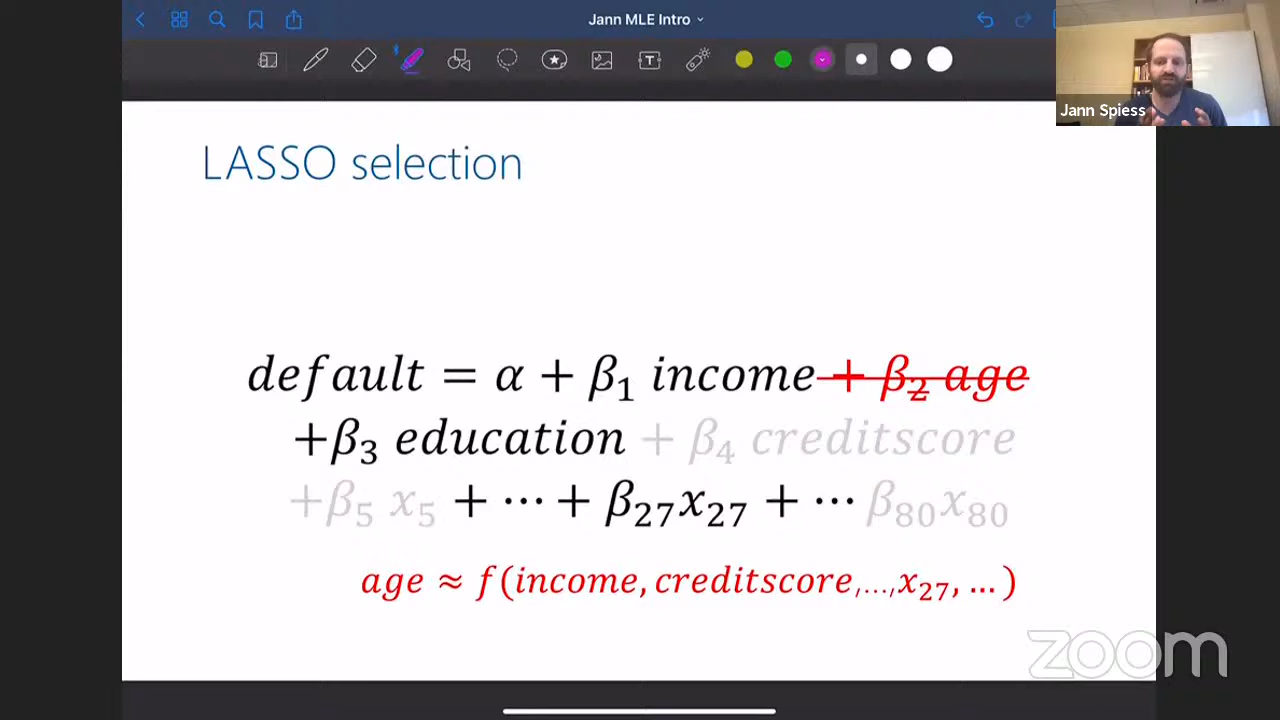 Jann MLE Intro
T
Jann Spiess
LASSO selection
default = α + β₁ income + β₂ age
+β₃ education + β₄ creditscore
+β₅ x₅ + ⋯ + β₂₇x₂₇ + ⋯ β₈₀x₈₀
age ≈ f(income, creditscore,…,x₂₇, … )
zoom